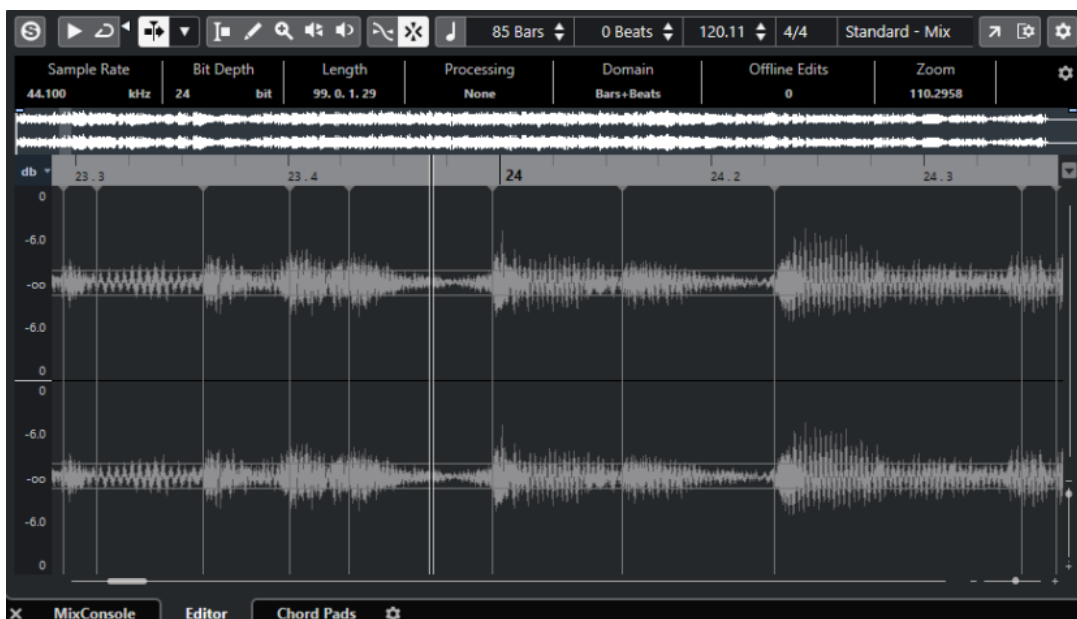 85 Bars 0 Beats 120.11 4/4 Standard - Mix
Sample Rate Bit Depth Length Processing Domain Offline Edits Zoom
44.100 kHz 24 bit 99. 0. 1. 29 None Bars+Beats 0 110.2958
db 23.3 23.4 24 24.2 24.3
0
-6.0
-oo
-6.0
0
0
-6.0
-oo
-6.0
0
MixConsole Editor Chord Pads